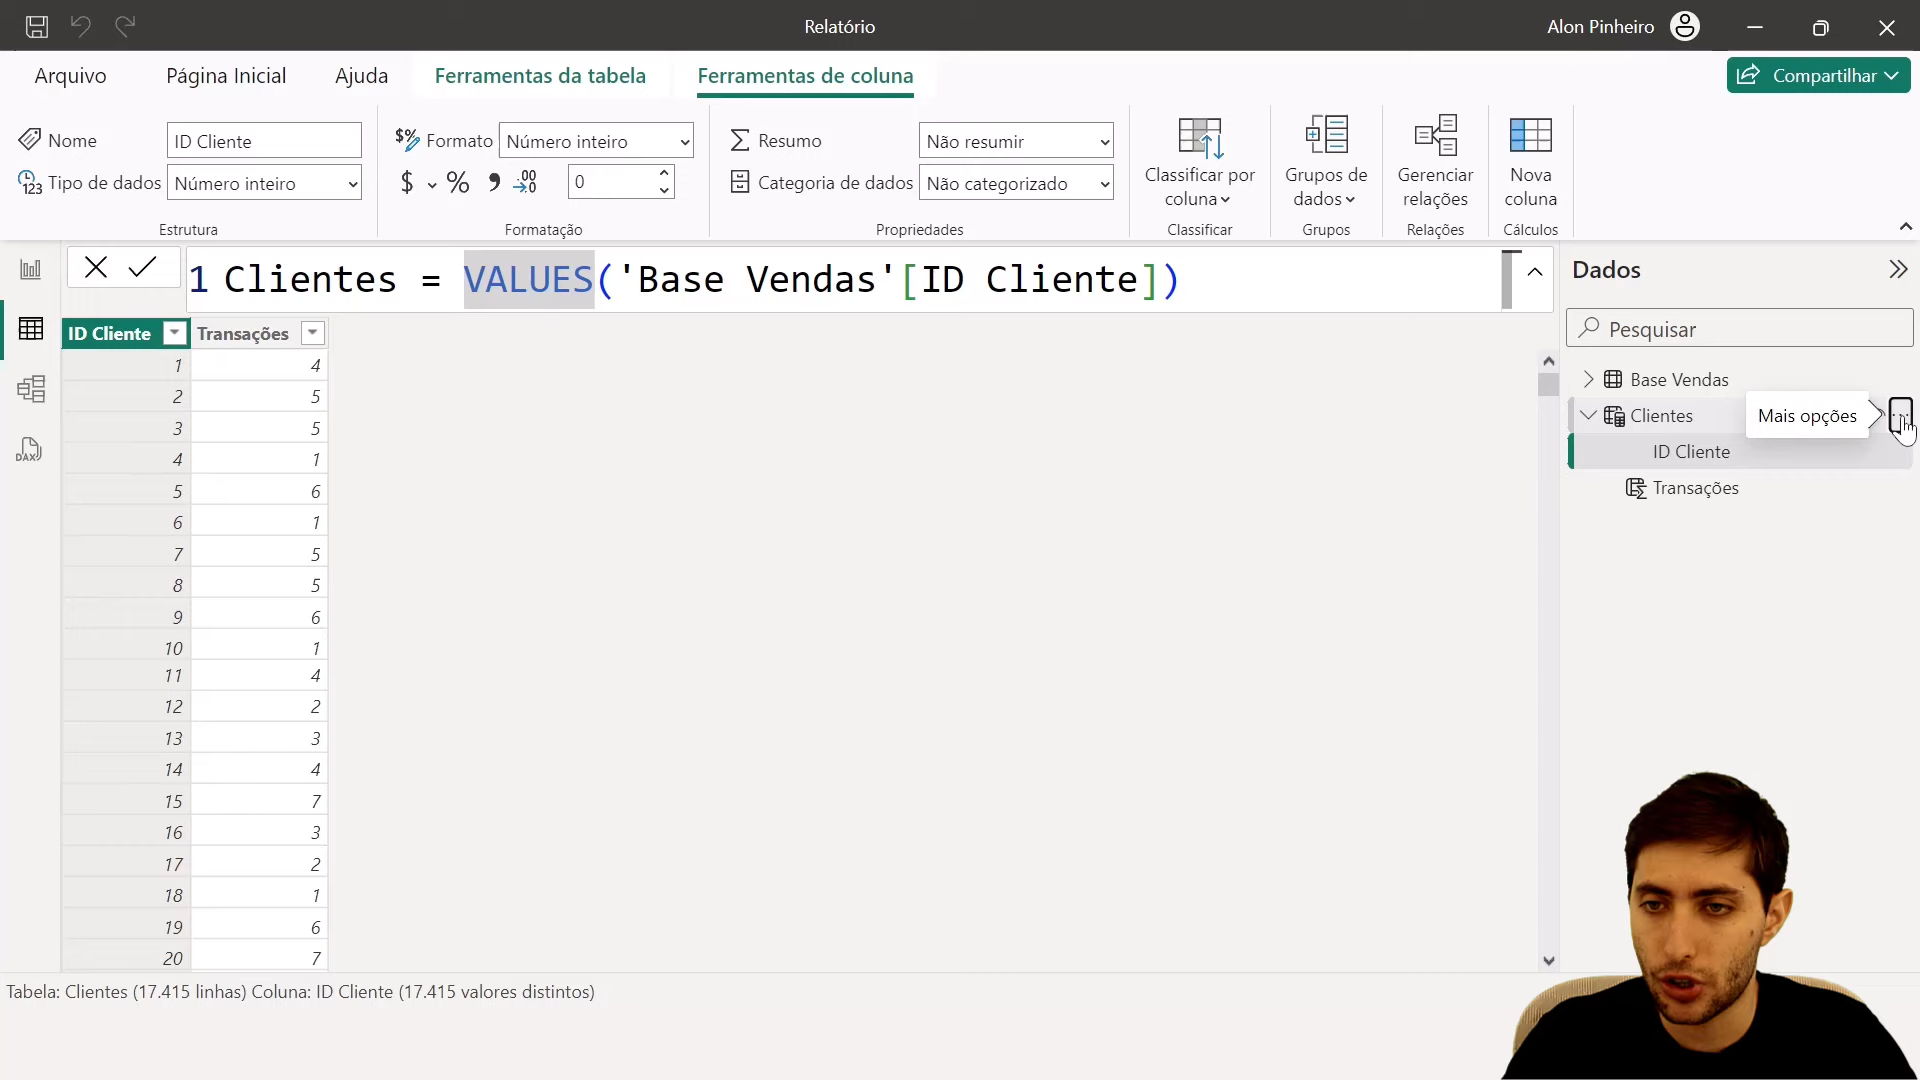 Relatório
Alon Pinheiro
Arquivo
Página Inicial
Ajuda
Ferramentas da tabela
Ferramentas de coluna
Compartilhar
Nome
ID Cliente
Tipo de dados
Número inteiro
Estrutura
$% Formato
Número inteiro
$ % 9 .00
0
Formatação
Resumo
Não resumir
Categoria de dados
Não categorizado
Propriedades
Classificar por
coluna
Classificar
Grupos de
dados
Grupos
Gerenciar
relações
Relações
Nova
coluna
Cálculos
1 Clientes = VALUES('Base Vendas'[ID Cliente])
ID Cliente Transações
1 4
2 5
3 5
4 1
5 6
6 1
7 5
8 5
9 6
10 1
11 4
12 2
13 3
14 4
15 7
16 3
17 2
18 1
19 6
20 7
DAX
Dados
Pesquisar
Base Vendas
Clientes
Mais opções
ID Cliente
Transações
Tabela: Clientes (17.415 linhas) Coluna: ID Cliente (17.415 valores distintos)